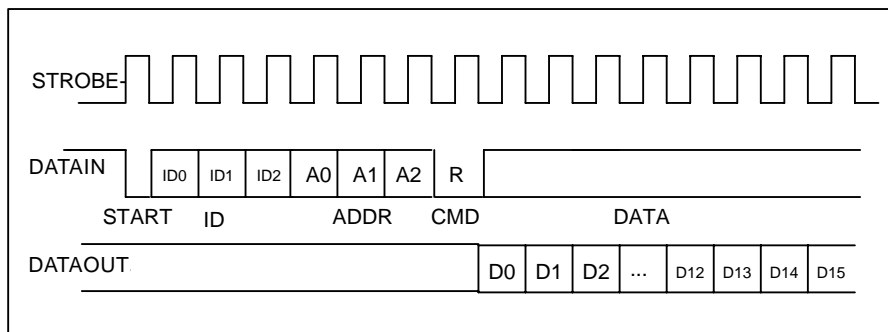 STROBE-
DATAIN ID0 ID1 ID2 A0 A1 A2 R
START ID ADDR CMD DATA
DATAOUT D0 D1 D2 ... D12 D13 D14 D15